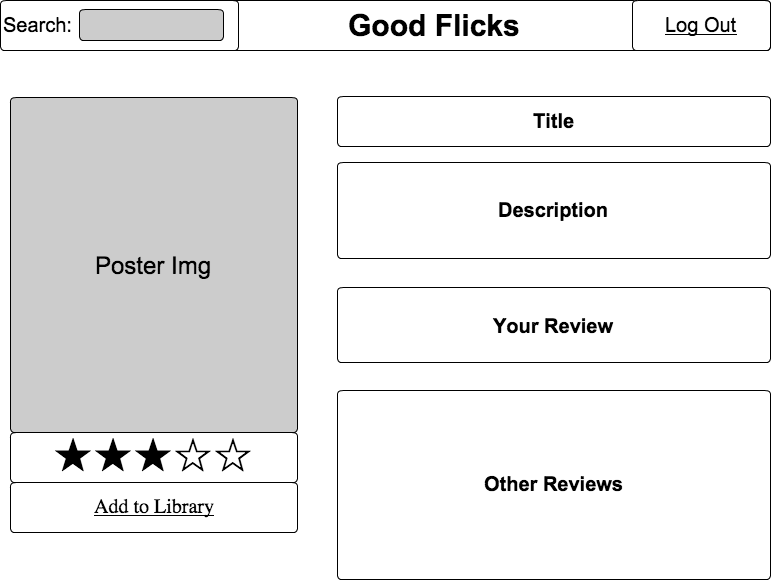 Search:
Good Flicks
Log Out
Poster Img
Add to Library
Title
Description
Your Review
Other Reviews